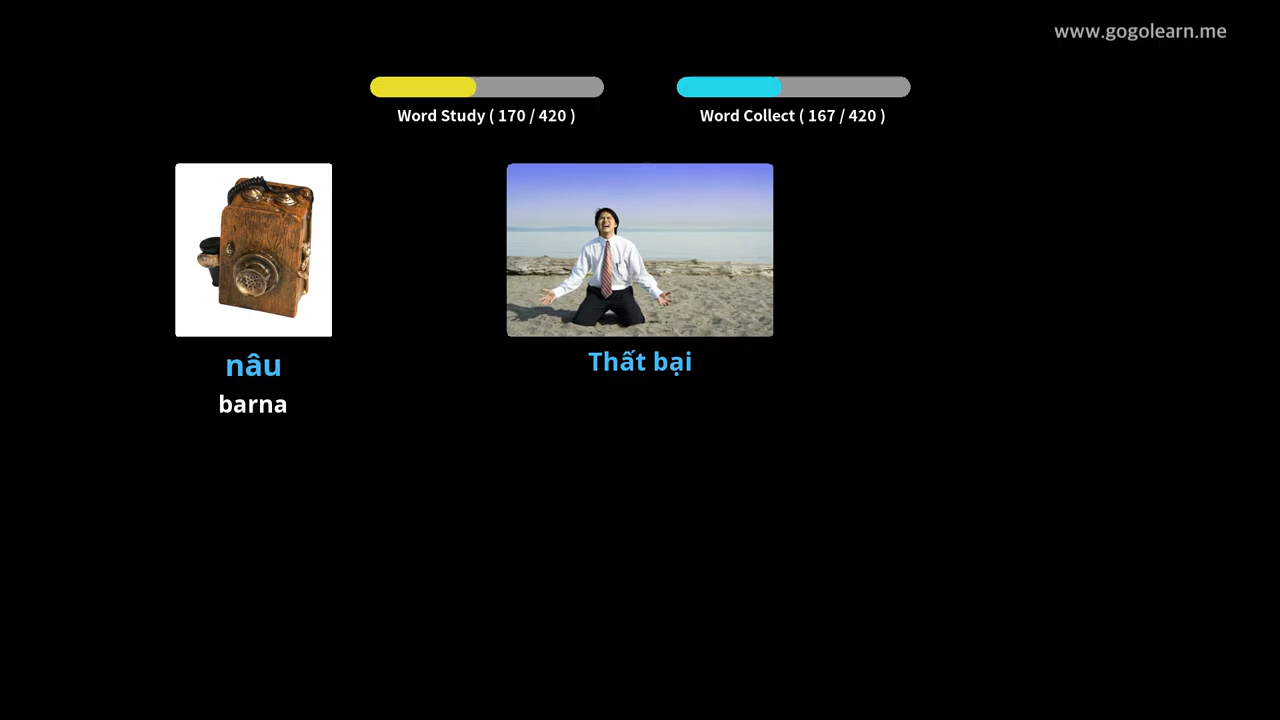 www.gogolearn.me
Word Study ( 170 / 420 )
Word Collect ( 167 / 420 )
nâu
barna
Thất bại